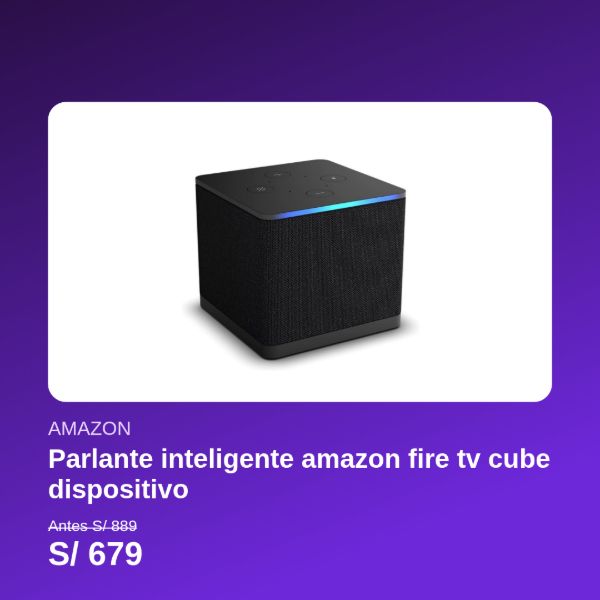 AMAZON
Parlante inteligente amazon fire tv cube
dispositivo
Antes S/ 889
S/ 679